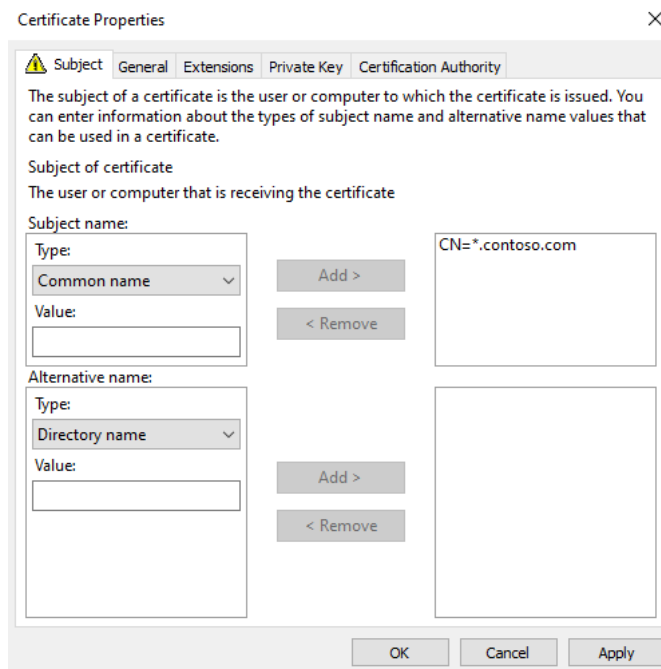 Certificate Properties
Subject General Extensions Private Key Certification Authority
The subject of a certificate is the user or computer to which the certificate is issued. You
can enter information about the types of subject name and alternative name values that
can be used in a certificate.
Subject of certificate
The user or computer that is receiving the certificate
Subject name:
Type:
Common name
Value:
Add >
< Remove
CN=*.contoso.com
Alternative name:
Type:
Directory name
Value:
Add >
< Remove
OK Cancel Apply